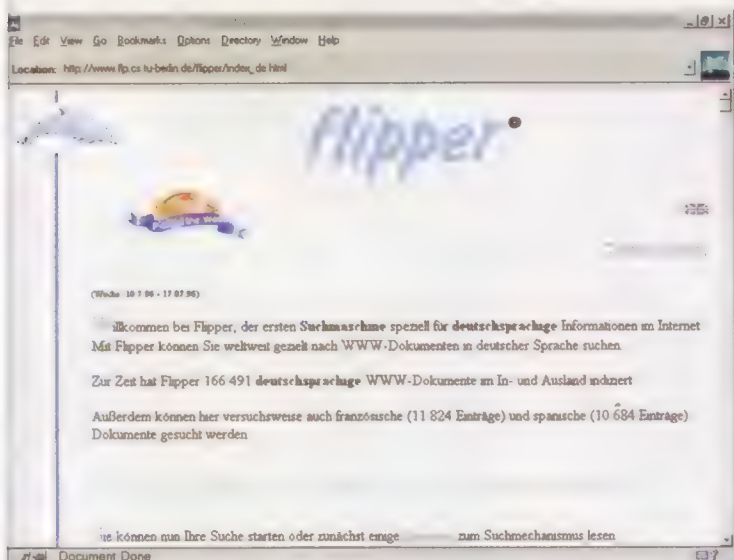 File Edit View Go Bookmarks Options Directory Window Help
Location: http://www.flp.cs.tu-berlin.de/flipper/index_de.html
flipper
the
(Woche 10.7.96 - 17.07.96)
illkommen bei Flipper, der ersten Suchmaschine speziell für deutschsprachige Informationen im Internet
Mit Flipper können Sie weltweit gezielt nach WWW-Dokumenten in deutscher Sprache suchen
Zur Zeit hat Flipper 166 491 deutschsprachige WWW-Dokumente im In- und Ausland indiziert
Außerdem können hier versuchsweise auch französische (11 824 Einträge) und spanische (10 684 Einträge)
Dokumente gesucht werden
ie können nun Ihre Suche starten oder zunächst einige zum Suchmechanismus lesen
Document Done